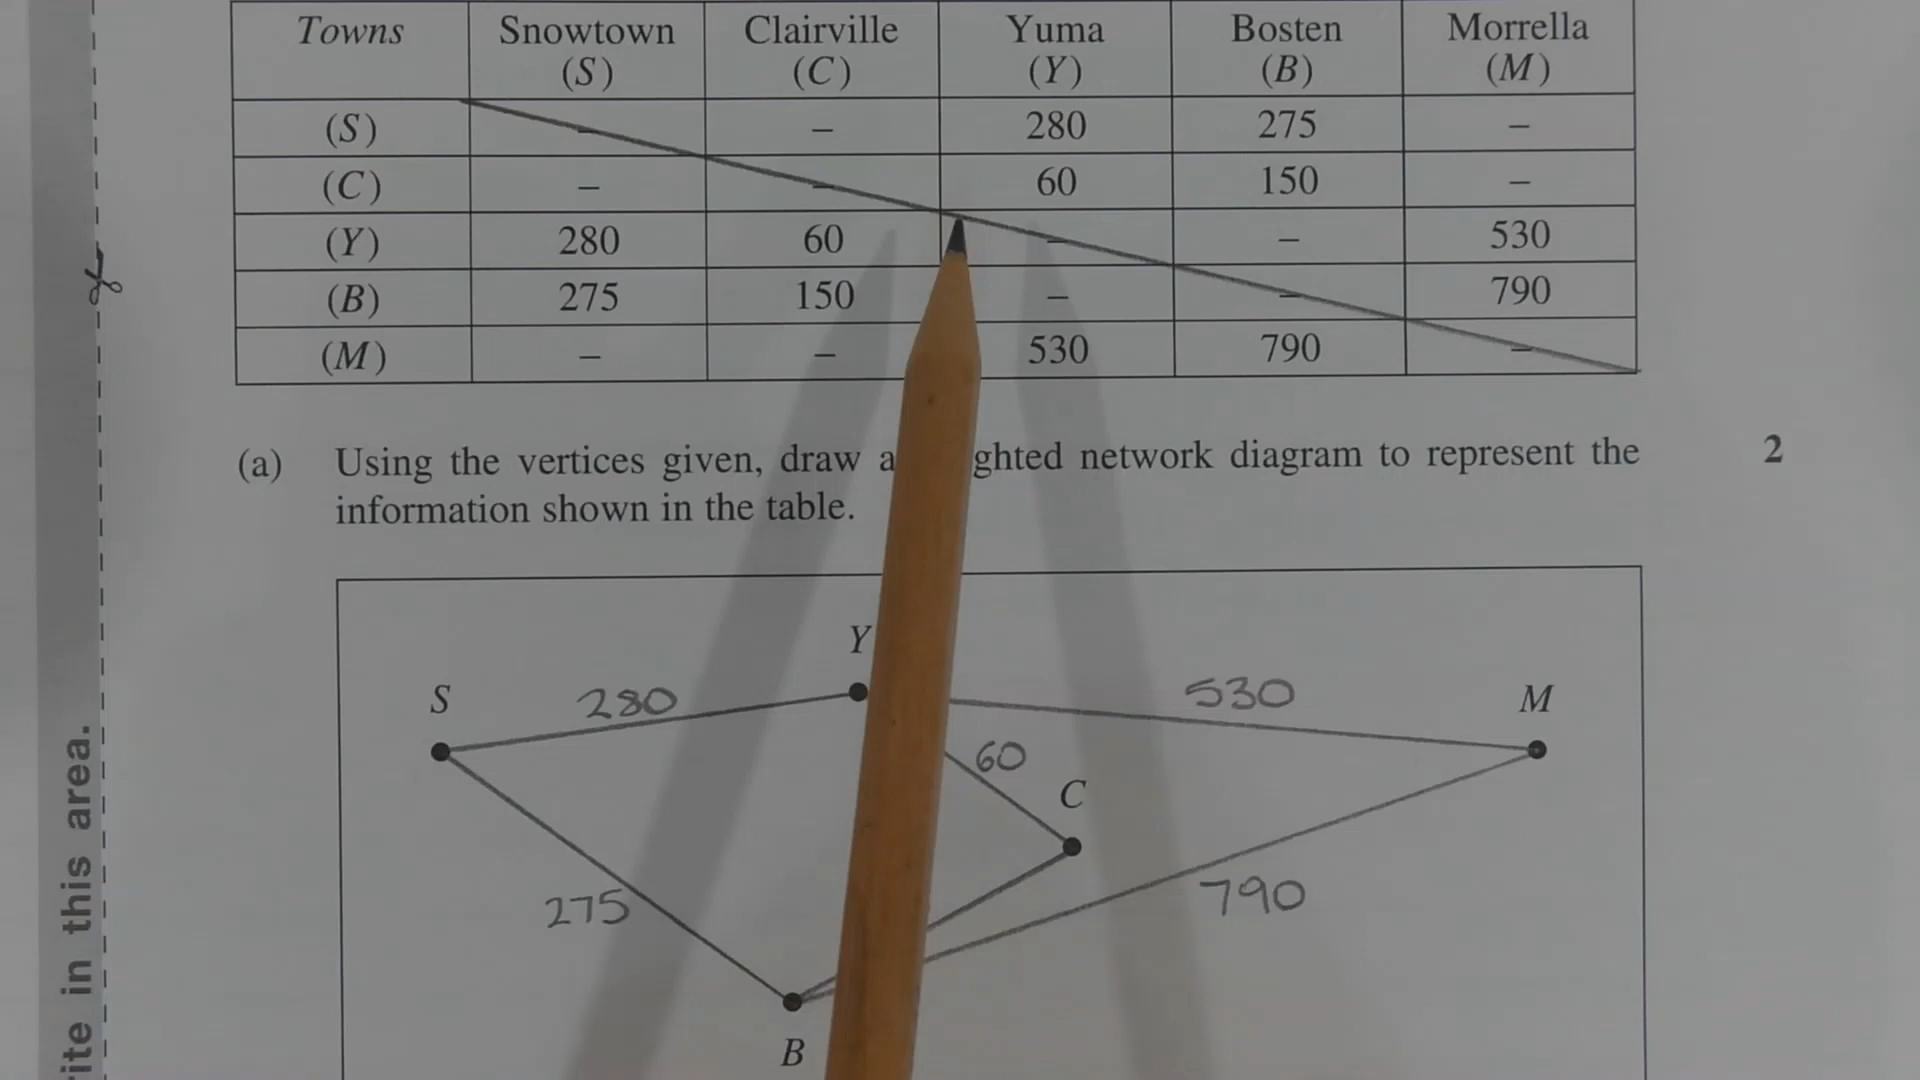 Towns Snowtown (S) Clairville (C) Yuma (Y) Bosten (B) Morrella (M)
(S) – – 280 275 –
(C) – – 60 150 –
(Y) 280 60 – – 530
(B) 275 150 – – 790
(M) – – 530 790 –
(a) Using the vertices given, draw a ghted network diagram to represent the 2
information shown in the table.
Y
S 280 530 M
60
C
275 790
B
rite in this area.